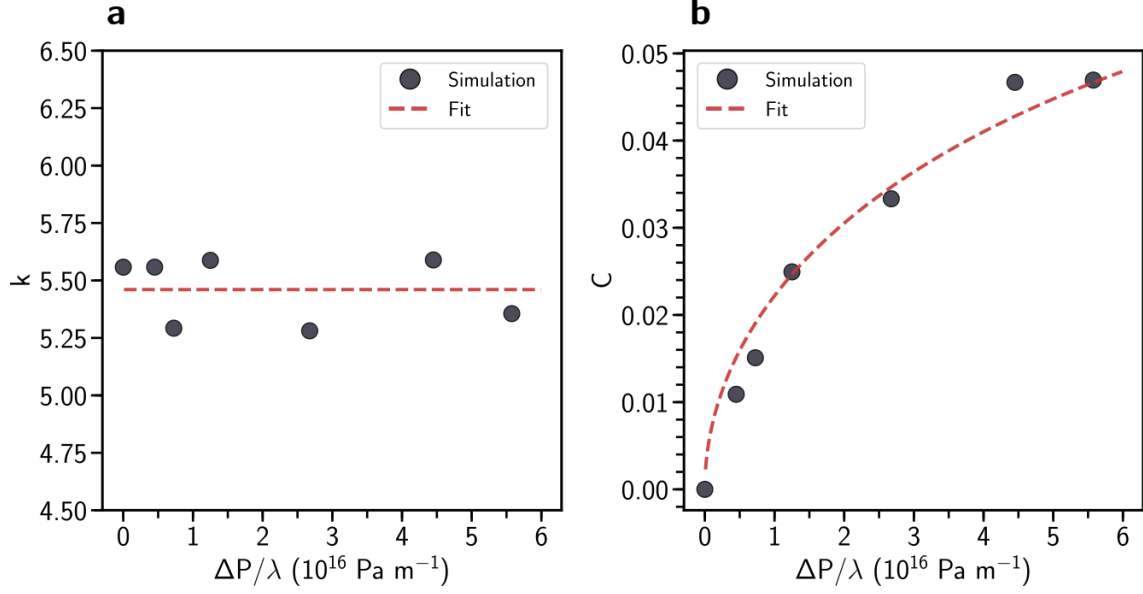 a
6.50
6.25
6.00
5.75
5.50
5.25
5.00
4.75
4.50
k
Simulation
Fit
0 1 2 3 4 5 6
ΔP/λ (10¹⁶ Pa m⁻¹)
b
0.05
0.04
0.03
0.02
0.01
0.00
C
Simulation
Fit
0 1 2 3 4 5 6
ΔP/λ (10¹⁶ Pa m⁻¹)